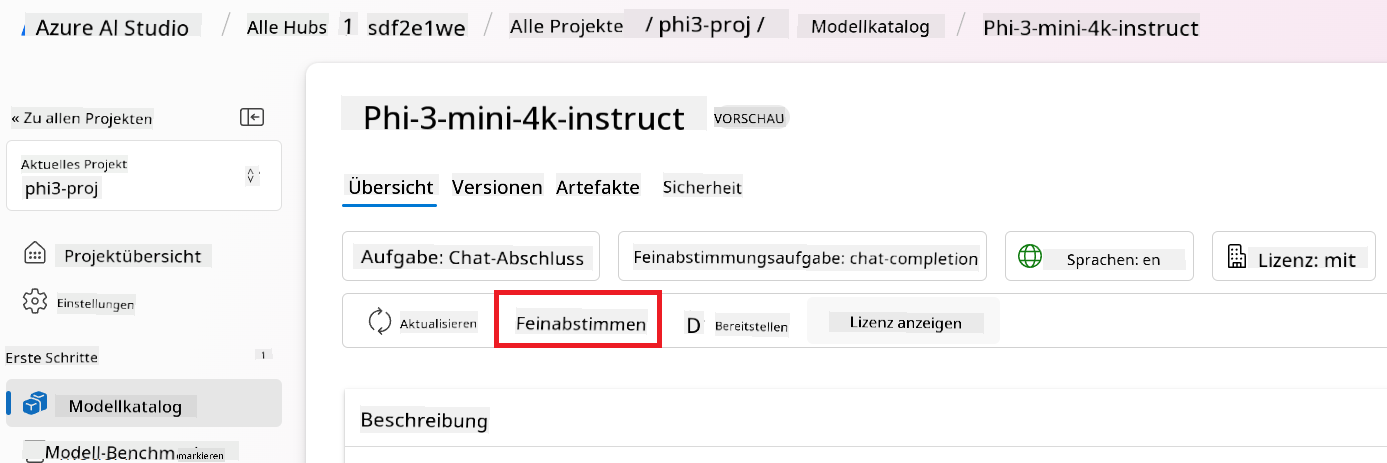 Azure AI Studio / Alle Hubs 1 sdf2e1we / Alle Projekte / phi3-proj / Modellkatalog / Phi-3-mini-4k-instruct
« Zu allen Projekten
Aktuelles Projekt
phi3-proj
Projektübersicht
Einstellungen
Erste Schritte 1
Modellkatalog
Modell-Benchm markieren
Phi-3-mini-4k-instruct VORSCHAU
Übersicht Versionen Artefakte Sicherheit
Aufgabe: Chat-Abschluss Feinabstimmungsaufgabe: chat-completion Sprachen: en Lizenz: mit
Aktualisieren Feinabstimmen D Bereitstellen Lizenz anzeigen
Beschreibung